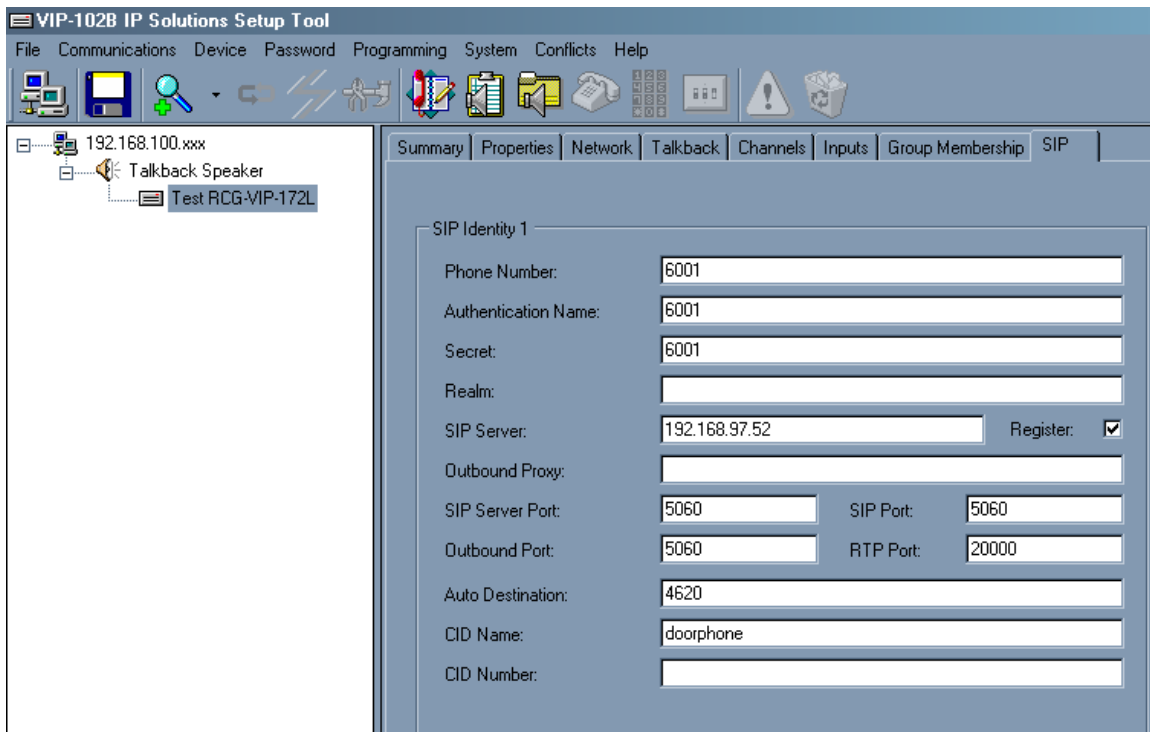 VIP-102B IP Solutions Setup Tool
File Communications Device Password Programming System Conflicts Help
192.168.100.xxx
Talkback Speaker
Test RCG-VIP-172L
Summary Properties Network Talkback Channels Inputs Group Membership SIP
SIP Identity 1
Phone Number: 6001
Authentication Name: 6001
Secret: 6001
Realm:
SIP Server: 192.168.97.52 Register:
Outbound Proxy:
SIP Server Port: 5060 SIP Port: 5060
Outbound Port: 5060 RTP Port: 20000
Auto Destination: 4620
CID Name: doorphone
CID Number: